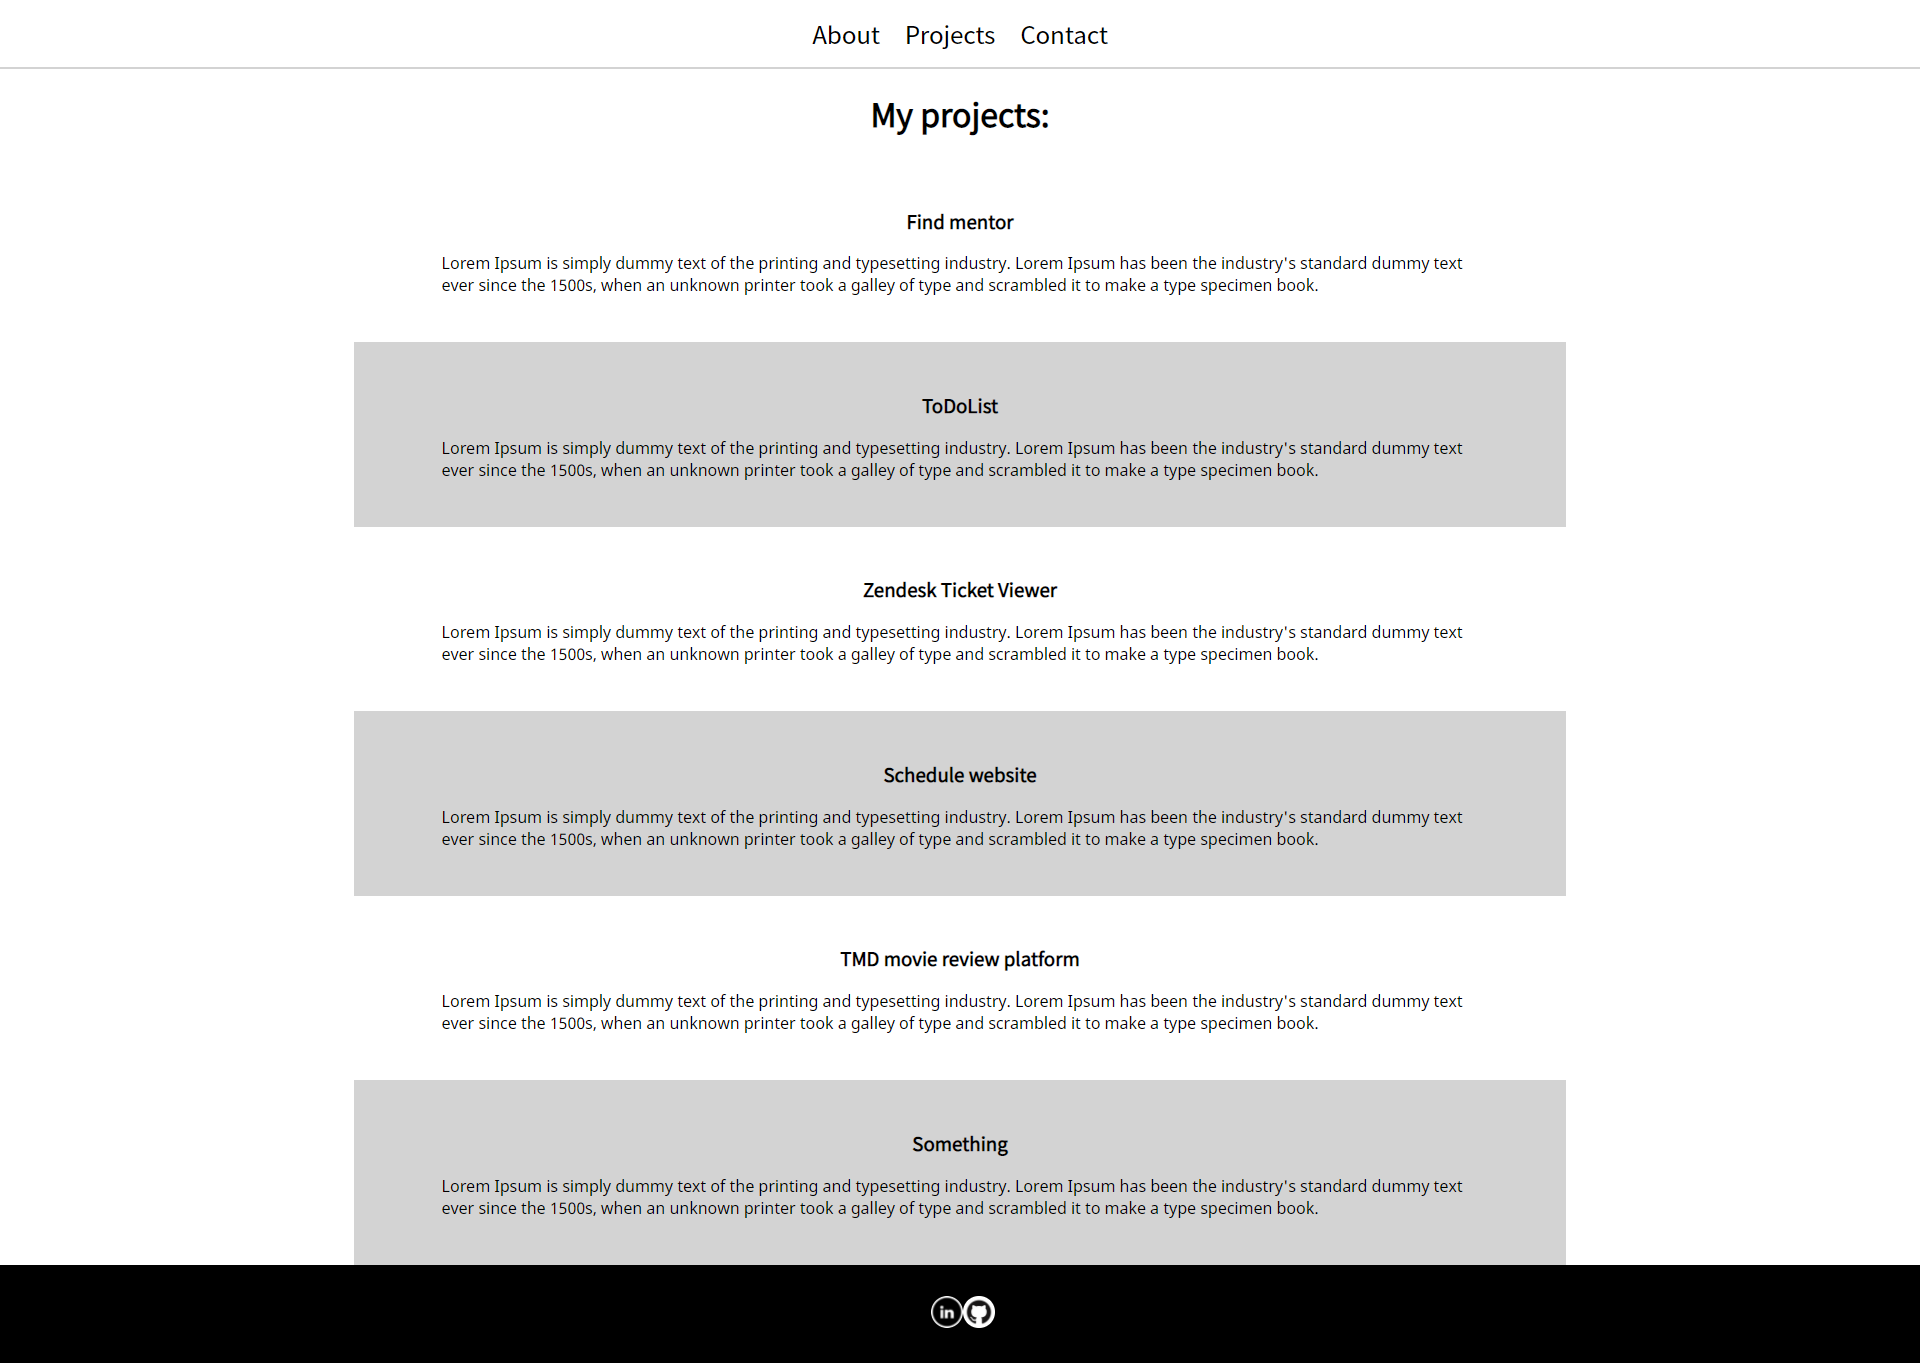 About Projects Contact
My projects:
Find mentor
Lorem Ipsum is simply dummy text of the printing and typesetting industry. Lorem Ipsum has been the industry's standard dummy text
ever since the 1500s, when an unknown printer took a galley of type and scrambled it to make a type specimen book.
ToDoList
Lorem Ipsum is simply dummy text of the printing and typesetting industry. Lorem Ipsum has been the industry's standard dummy text
ever since the 1500s, when an unknown printer took a galley of type and scrambled it to make a type specimen book.
Zendesk Ticket Viewer
Lorem Ipsum is simply dummy text of the printing and typesetting industry. Lorem Ipsum has been the industry's standard dummy text
ever since the 1500s, when an unknown printer took a galley of type and scrambled it to make a type specimen book.
Schedule website
Lorem Ipsum is simply dummy text of the printing and typesetting industry. Lorem Ipsum has been the industry's standard dummy text
ever since the 1500s, when an unknown printer took a galley of type and scrambled it to make a type specimen book.
TMD movie review platform
Lorem Ipsum is simply dummy text of the printing and typesetting industry. Lorem Ipsum has been the industry's standard dummy text
ever since the 1500s, when an unknown printer took a galley of type and scrambled it to make a type specimen book.
Something
Lorem Ipsum is simply dummy text of the printing and typesetting industry. Lorem Ipsum has been the industry's standard dummy text
ever since the 1500s, when an unknown printer took a galley of type and scrambled it to make a type specimen book.
in